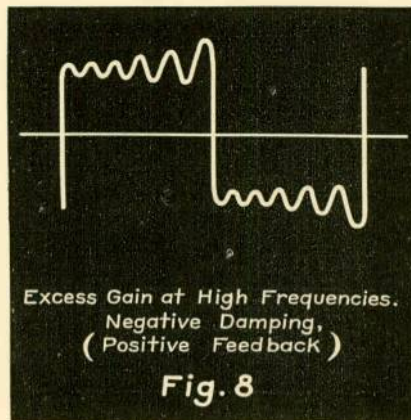 Excess Gain at High Frequencies.
Negative Damping,
(Positive Feedback)
Fig. 8